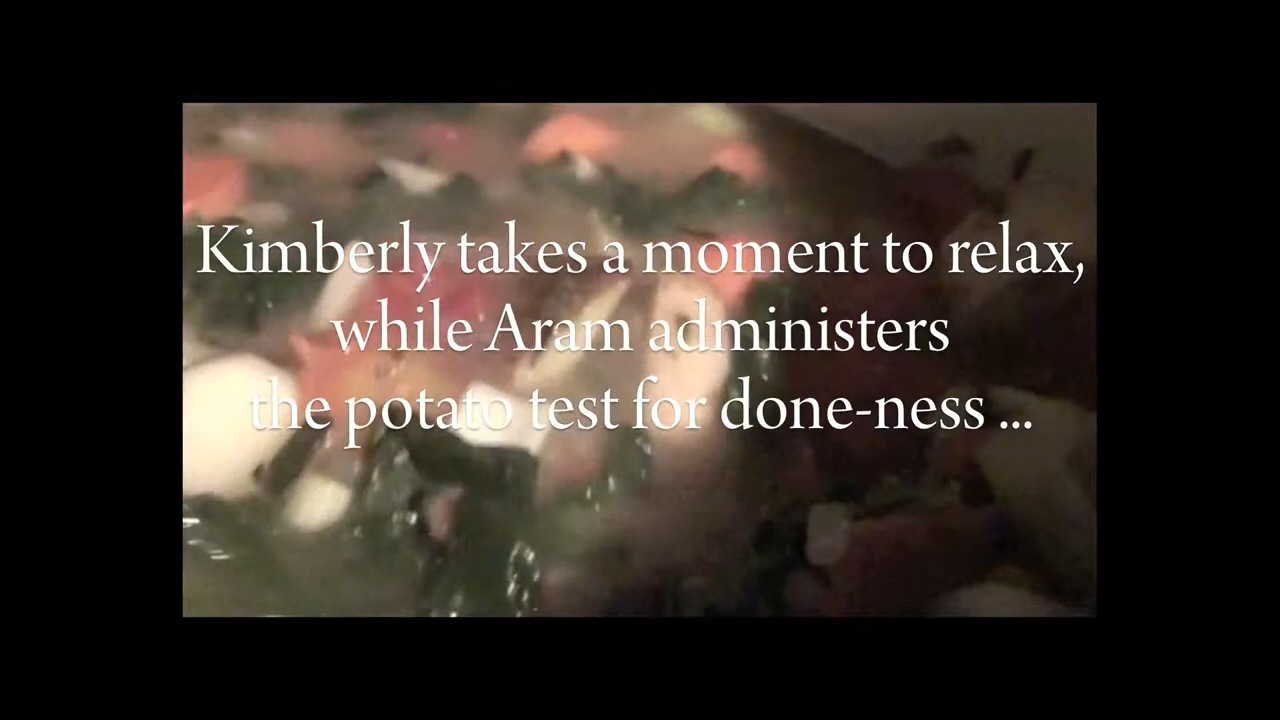 Kimberly takes a moment to relax,
while Aram administers
the potato test for done-ness ...